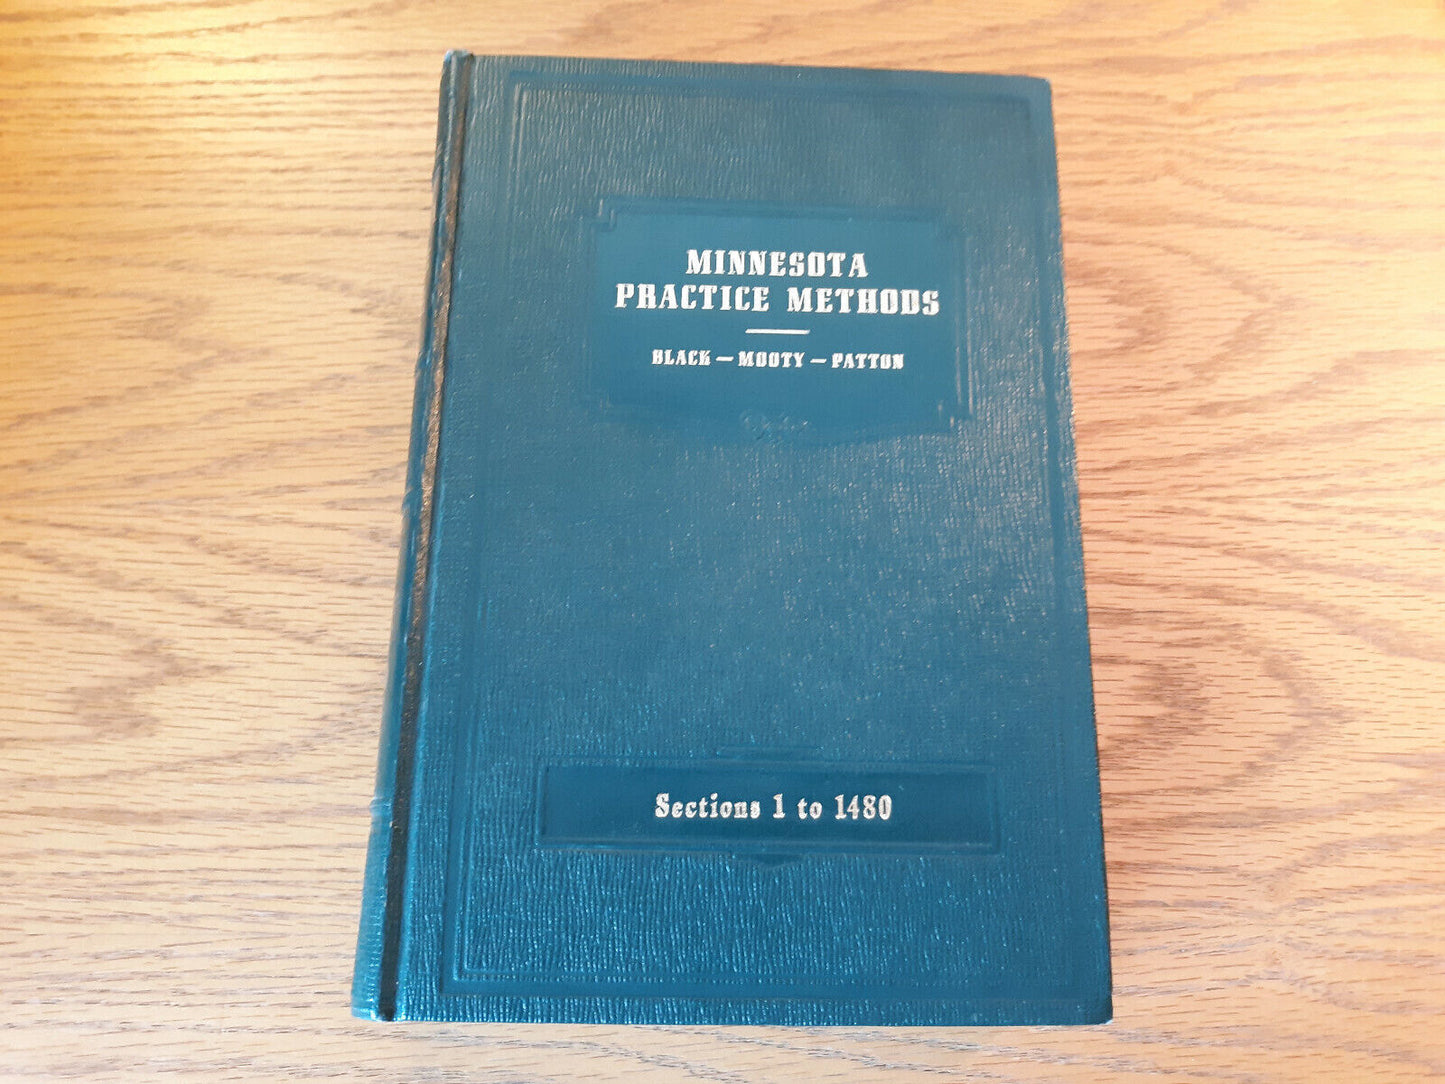 MINNESOTA
PRACTICE METHODS
BLACK — MOOTY — PATTON
Sections 1 to 1480